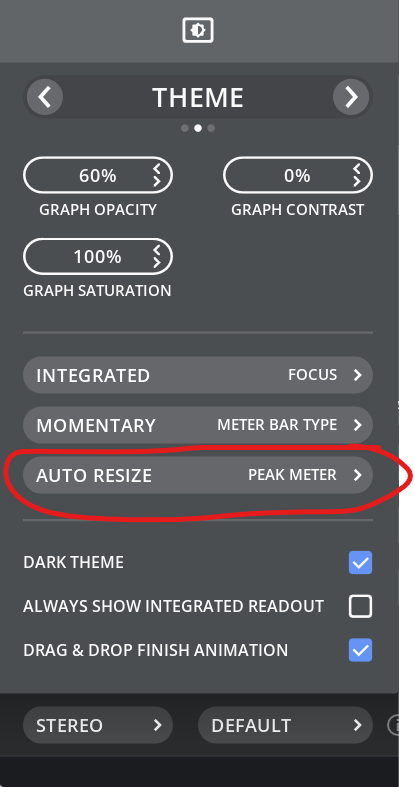 THEME
60%
0%
GRAPH OPACITY
GRAPH CONTRAST
100%
GRAPH SATURATION
INTEGRATED FOCUS
MOMENTARY METER BAR TYPE
AUTO RESIZE PEAK METER
DARK THEME
ALWAYS SHOW INTEGRATED READOUT
DRAG & DROP FINISH ANIMATION
STEREO
DEFAULT